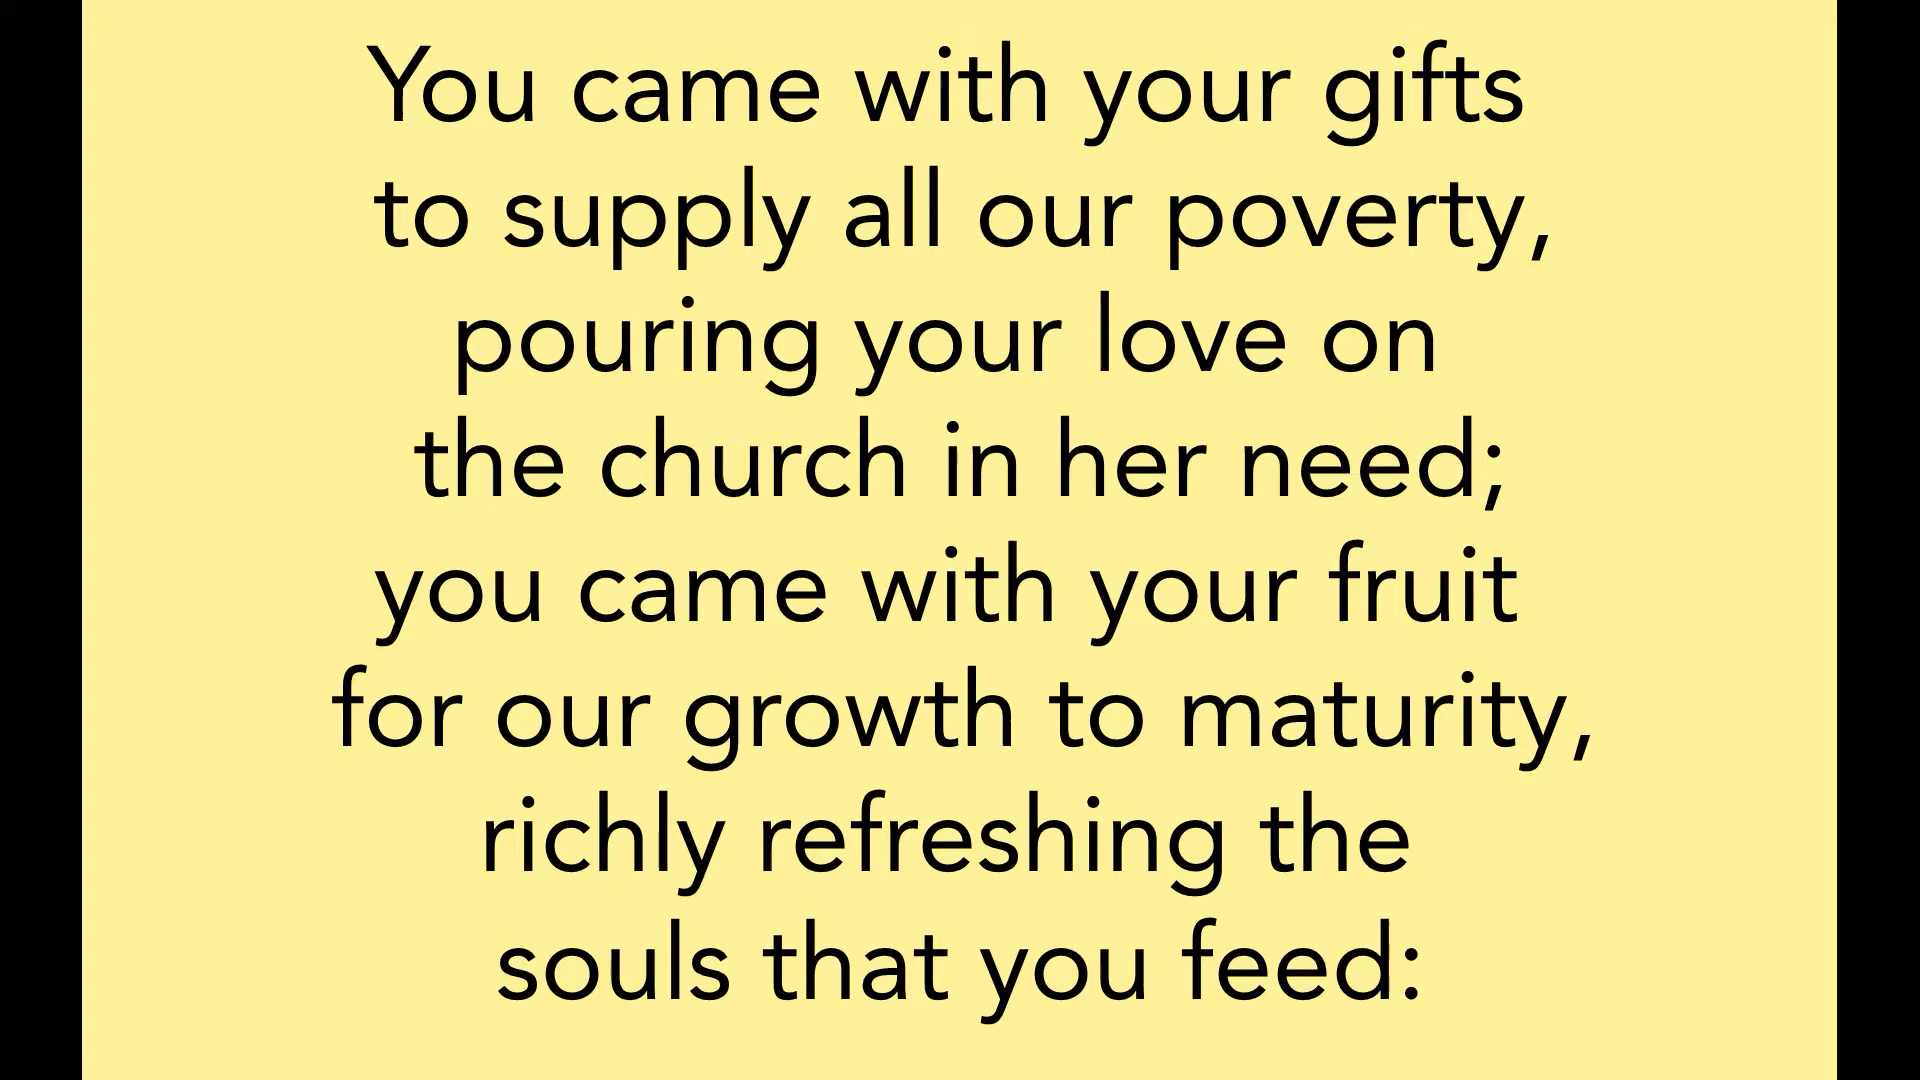 You came with your gifts
to supply all our poverty,
pouring your love on
the church in her need;
you came with your fruit
for our growth to maturity,
richly refreshing the
souls that you feed: